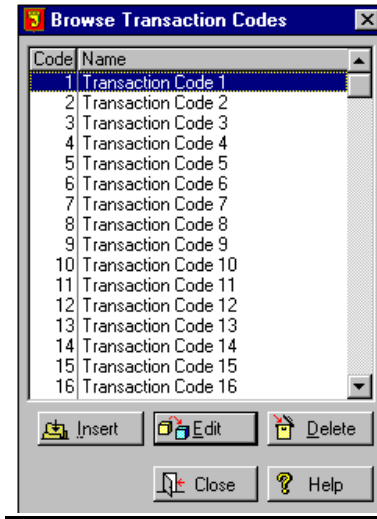 Browse Transaction Codes
Code Name
1 Transaction Code 1
2 Transaction Code 2
3 Transaction Code 3
4 Transaction Code 4
5 Transaction Code 5
6 Transaction Code 6
7 Transaction Code 7
8 Transaction Code 8
9 Transaction Code 9
10 Transaction Code 10
11 Transaction Code 11
12 Transaction Code 12
13 Transaction Code 13
14 Transaction Code 14
15 Transaction Code 15
16 Transaction Code 16
Insert Edit Delete
Close Help